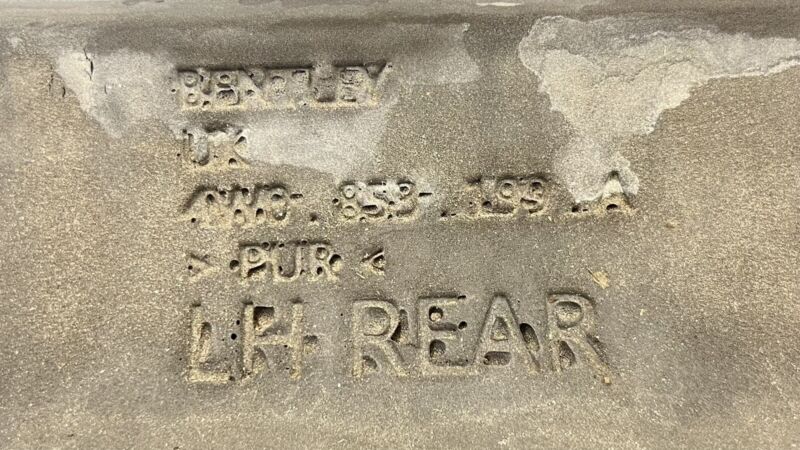 BENTLEY
UK
4W0.853.199.A
>PUR<
LH REAR